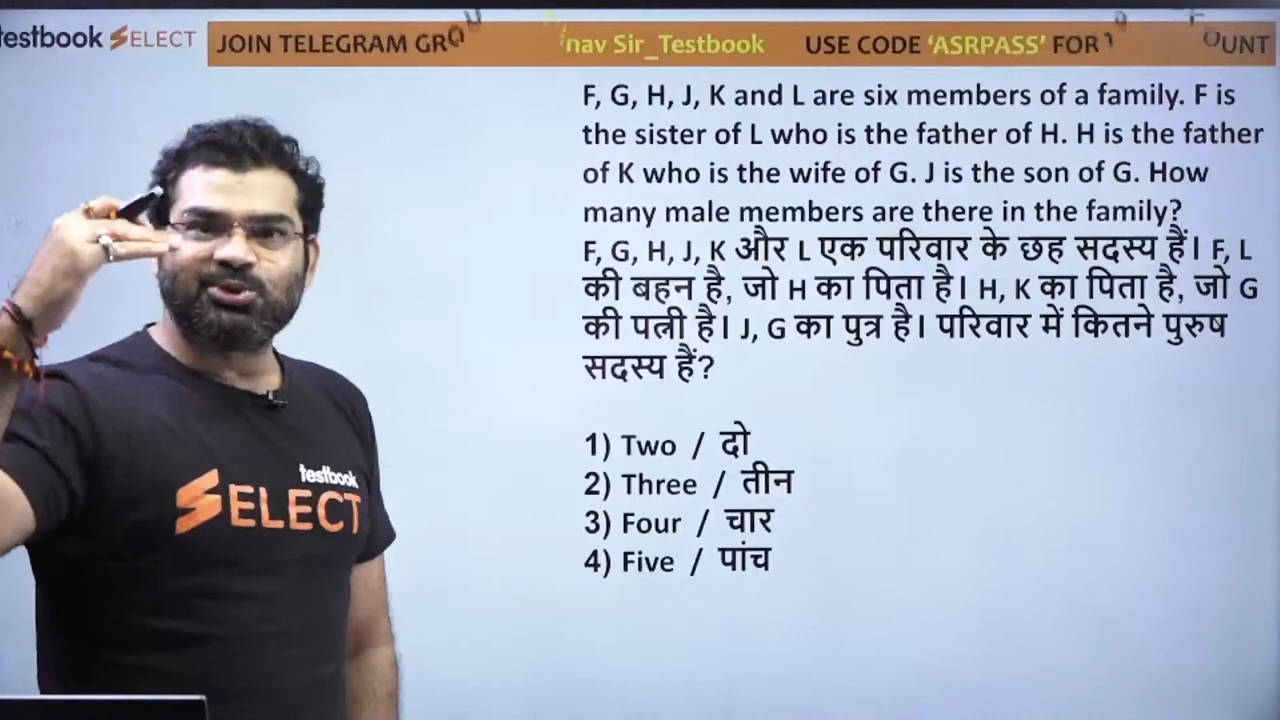 testbook SELECT
JOIN TELEGRAM
Sir_Testbook
USE CODE 'ASRPASS' FOR
F, G, H, J, K and L are six members of a family. F is
the sister of L who is the father of H. H is the father
of K who is the wife of G. J is the son of G. How
many male members are there in the family?
F, G, H, J, K और L एक परिवार के छह सदस्य हैं। F, L
की बहन है, जो H का पिता है। H, K का पिता है, जो G
की पत्नी है। J, G का पुत्र है। परिवार में कितने पुरुष
सदस्य हैं?
1) Two / दो
2) Three / तीन
3) Four / चार
4) Five / पांच
testbook
SELECT